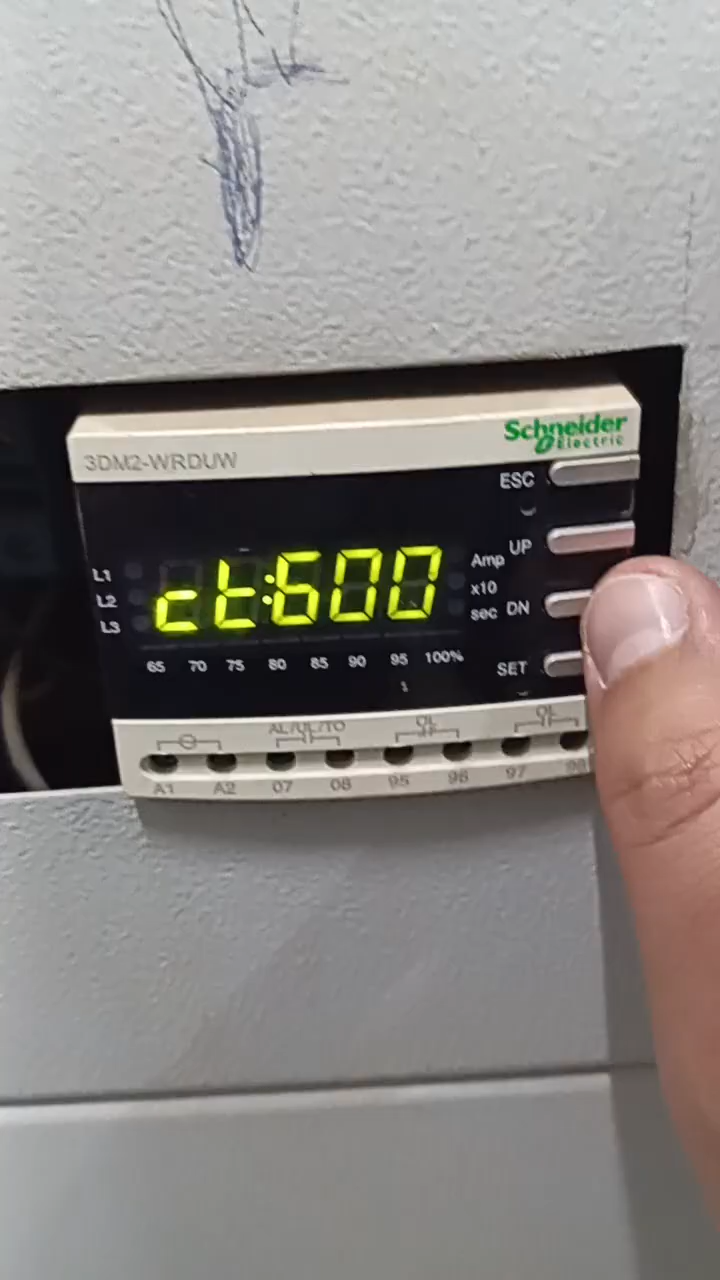 Schneider
Electric
3DM2-WRDUW
ESC
UP
Amp
L1
ct:600
x10
L2
sec DN
L3
65 70 75 80 85 90 95 100%
SET
AL/UL/TO OL OL
A1 A2 07 08 95 96 97 98